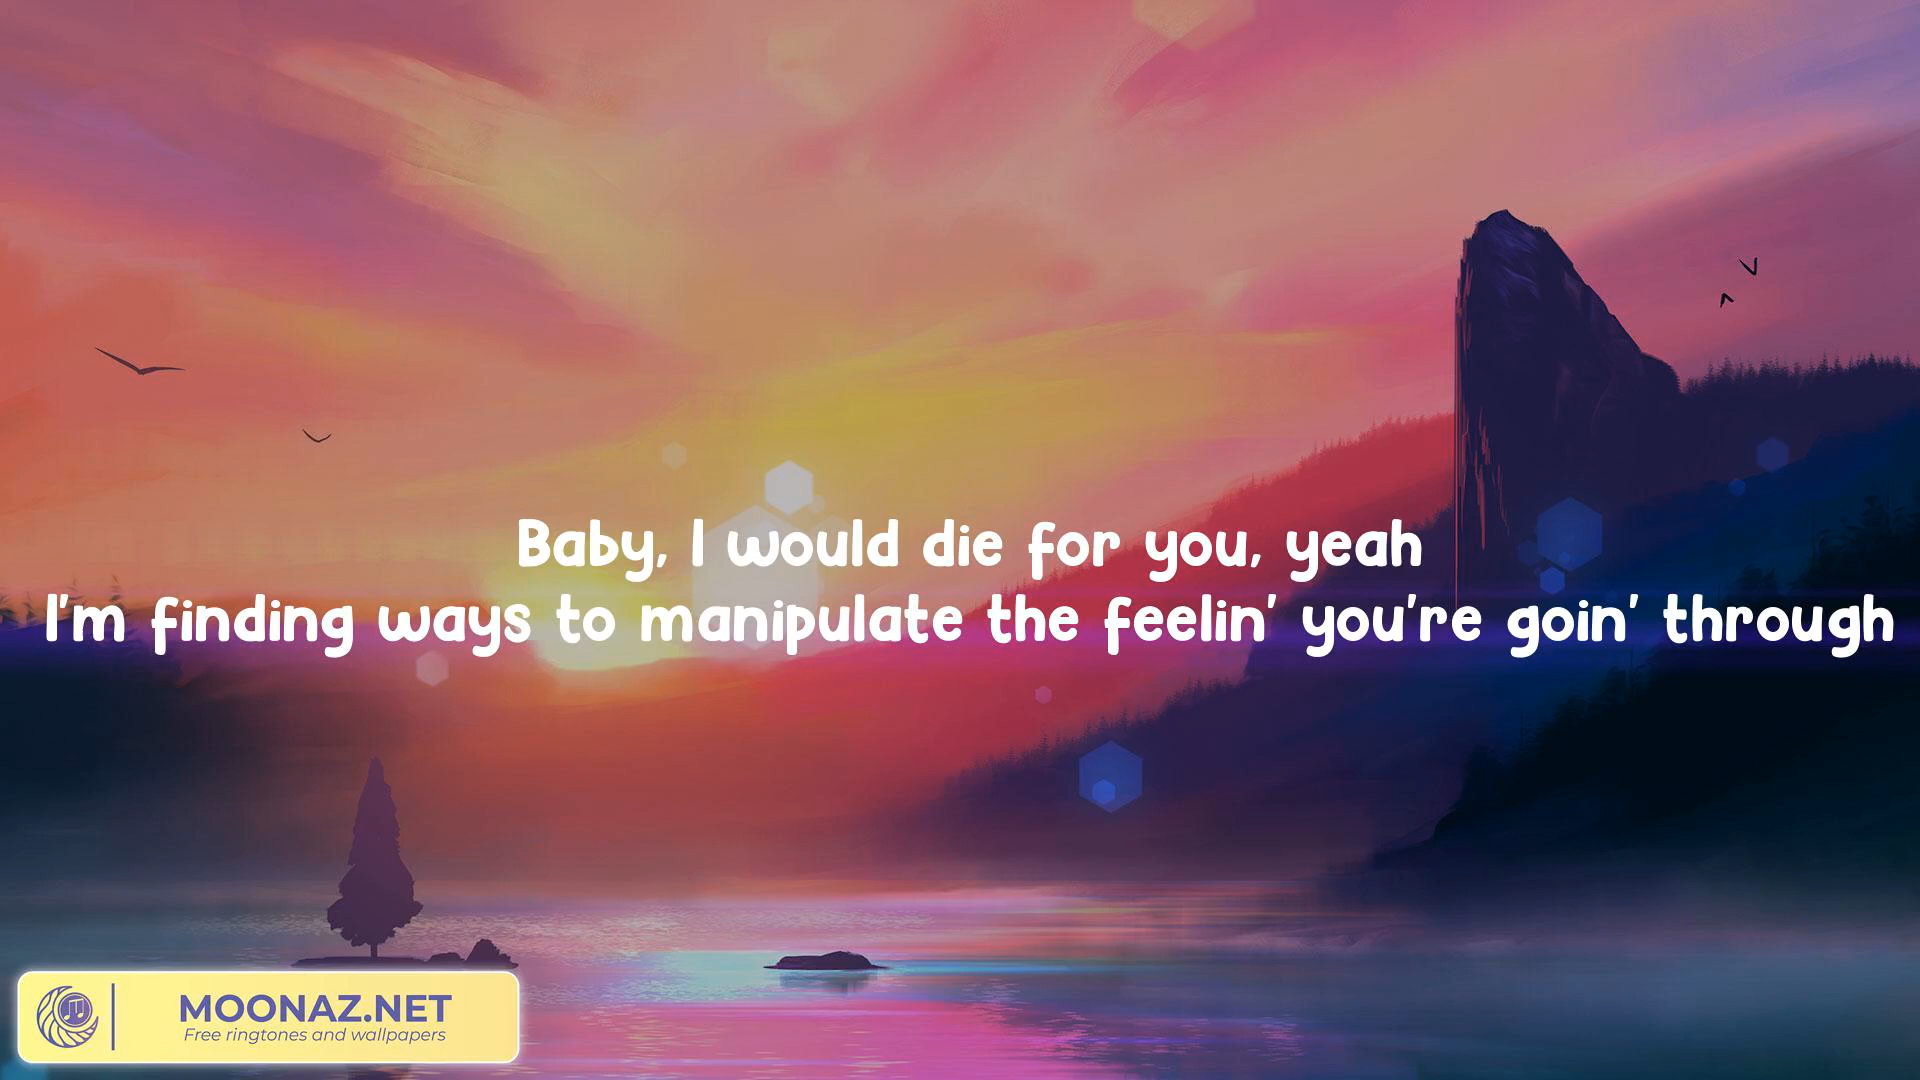 Baby, I would die for you, yeah
I'm finding ways to manipulate the feelin' you're goin' through
MOONAZ.NET
Free ringtones and wallpapers